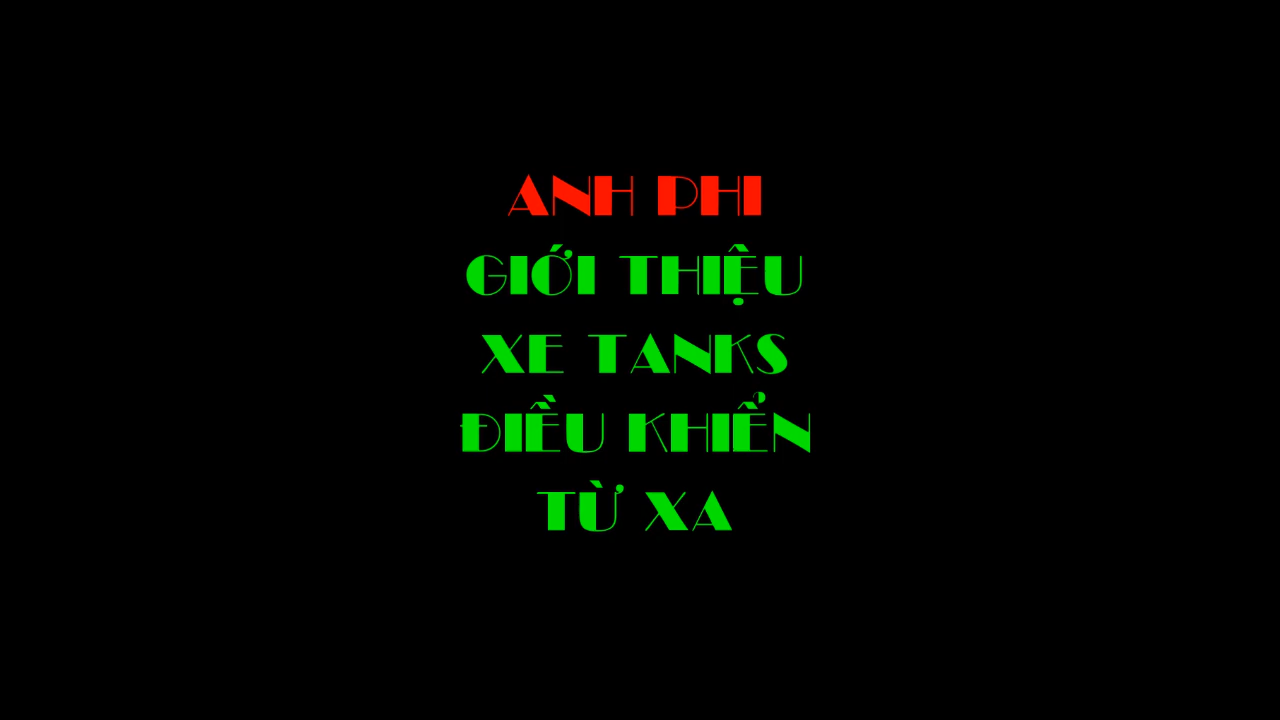 ANH PHI
GIỚI THIỆU
XE TANKS
ĐIỀU KHIỂN
TỪ XA